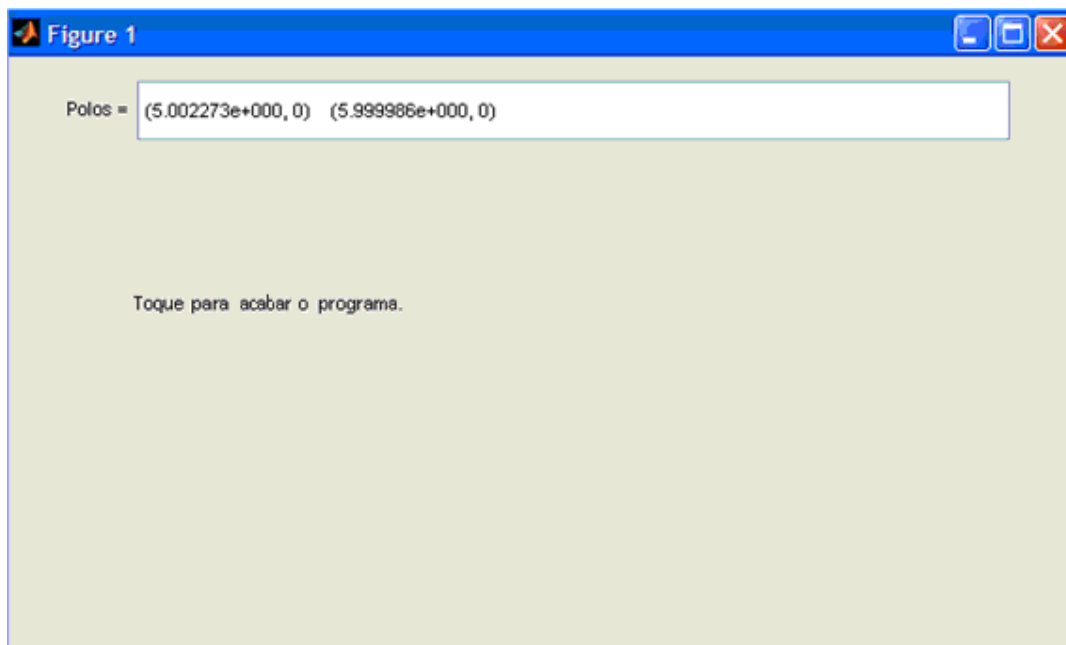 Figure 1
Polos = (5.002273e+000, 0) (5.999986e+000, 0)
Toque para acabar o programa.